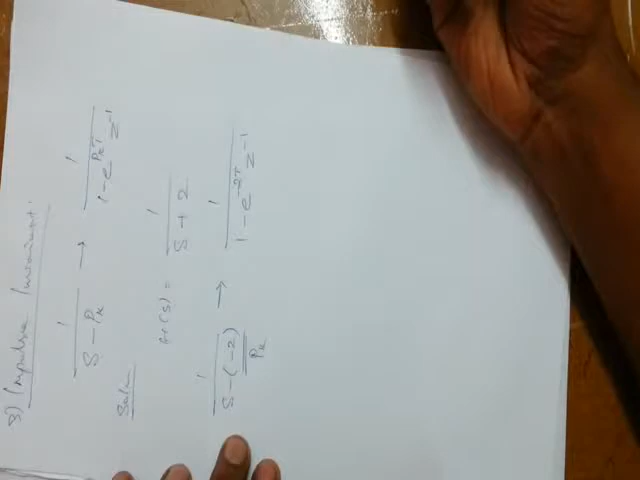 3) Impulse Invariant:
1/(S - Pk) → 1/(1 - e^(PkT) z^-1)
Soln
H(s) = 1/(S + 2)
1/(S - (-2)) → 1/(1 - e^(-2T) z^-1)
Pk